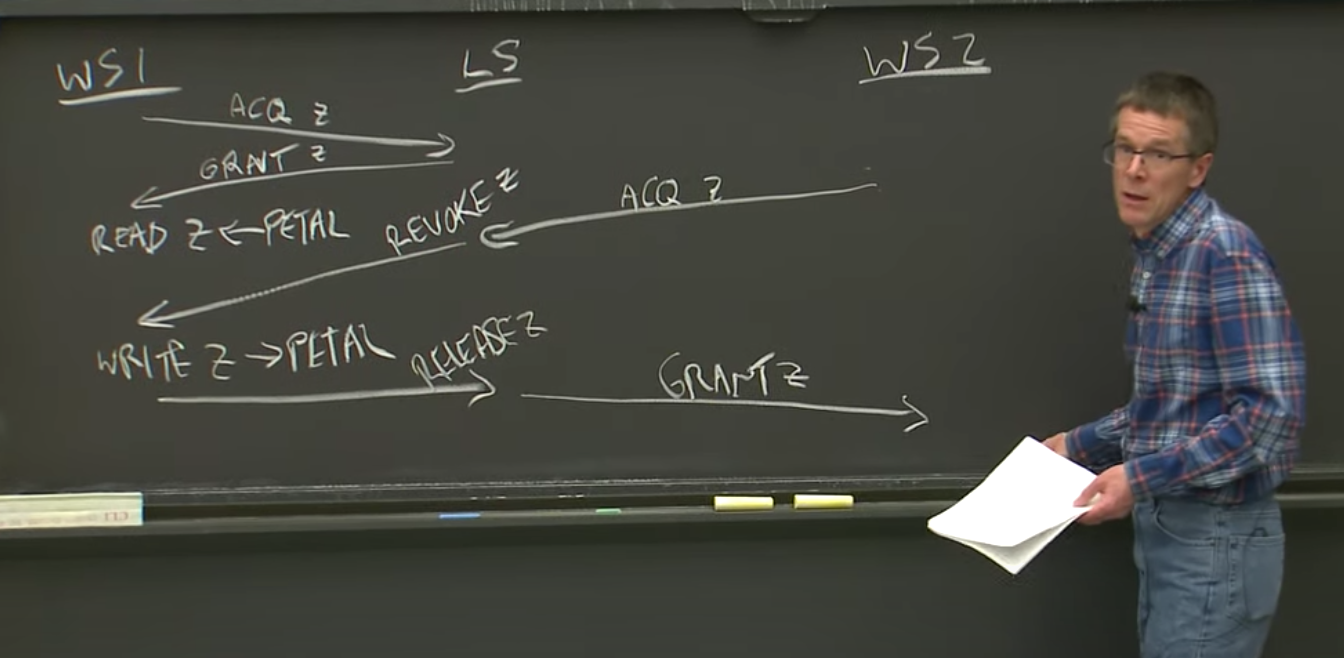 WS1 LS WS2
ACQ Z
GRANT Z
ACQ Z
REVOKE Z
READ Z ← PETAL
WRITE Z → PETAL
RELEASE Z
GRANT Z